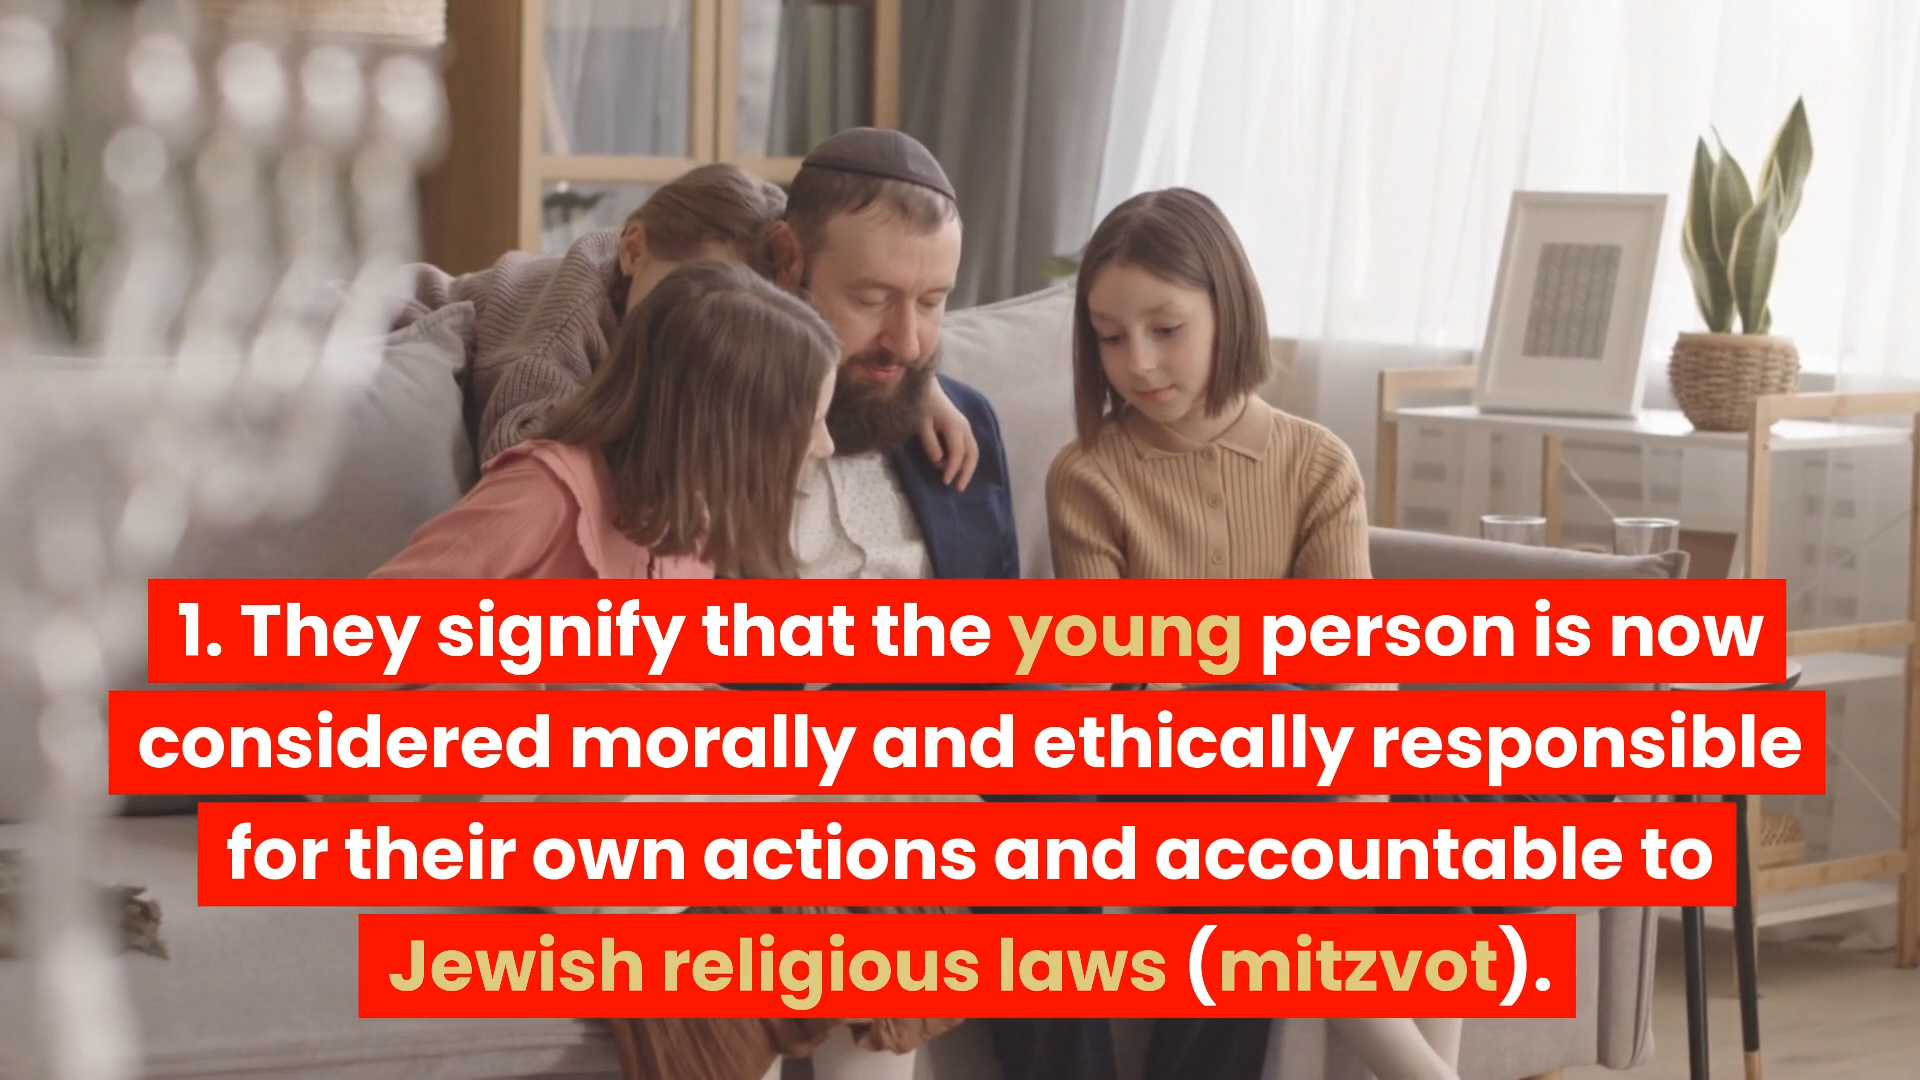 1. They signify that the young person is now
considered morally and ethically responsible
for their own actions and accountable to
Jewish religious laws (mitzvot).